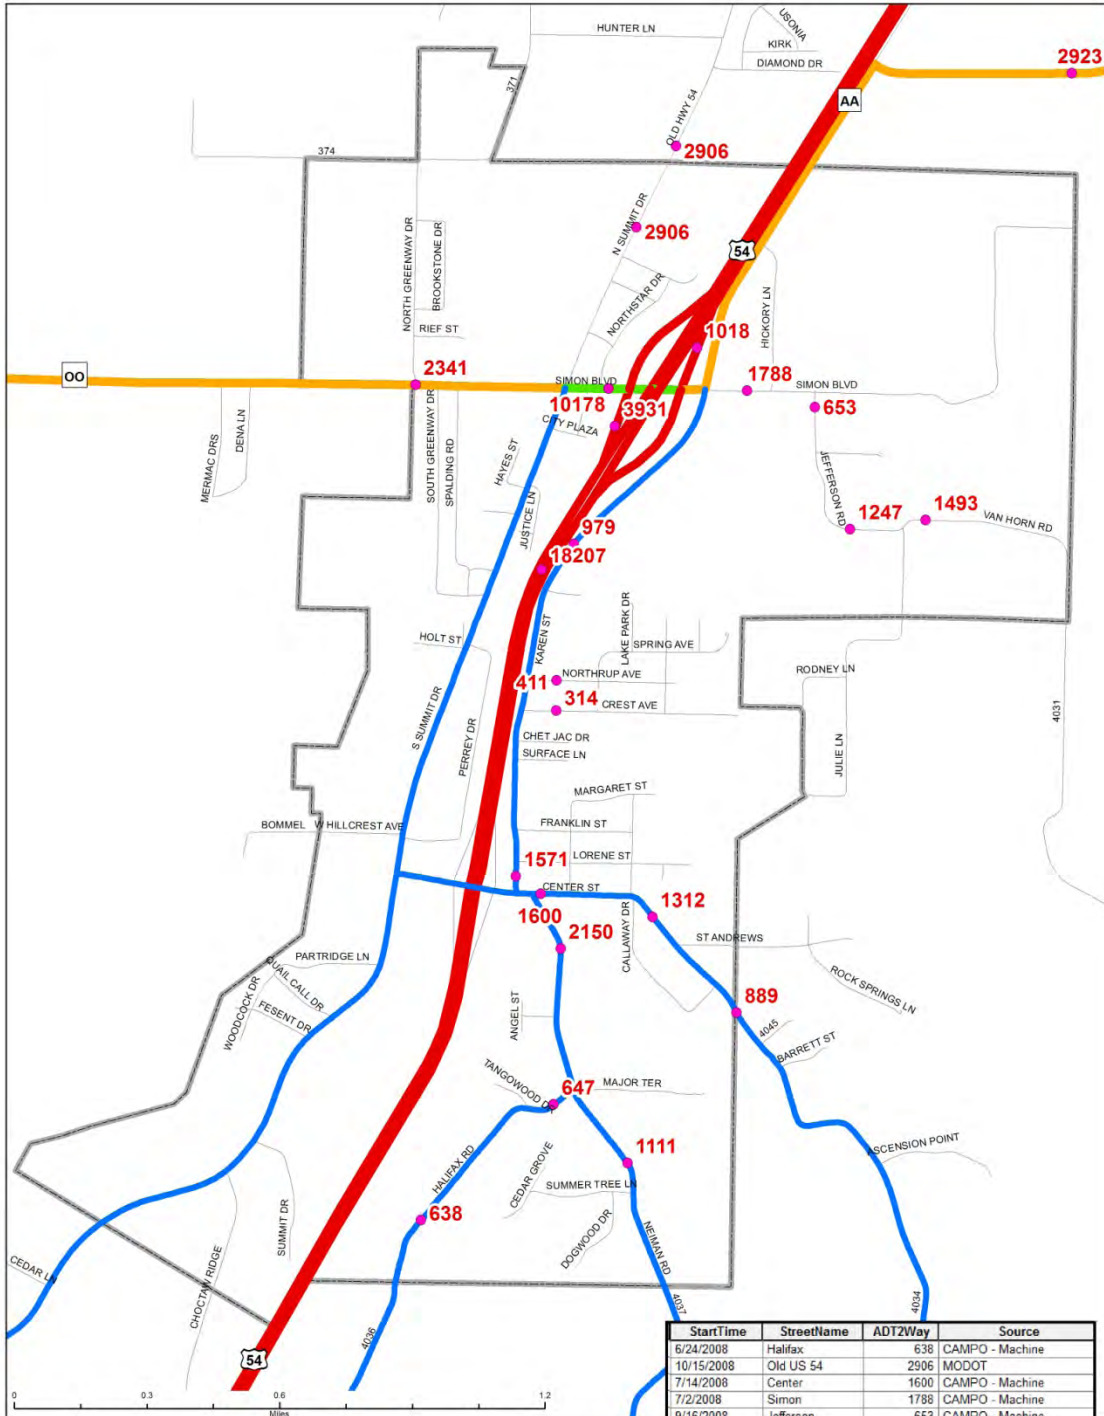 HUNTER LN
USONIA
KIRK
DIAMOND DR
2923
371
AA
OLD HWY 54
374
2906
N SUMMIT DR
2906
54
NORTH GREENWAY DR
BROOKSTONE DR
NORTHSTAR DR
HICKORY LN
RIEF ST
1018
OO
2341
SIMON BLVD
1788
SIMON BLVD
10178
3931
653
CITY PLAZA
MERMAC DRS
DENA LN
SOUTH GREENWAY DR
SPALDING RD
HAYES ST
JUSTICE LN
JEFFERSON RD
1247
1493
VAN HORN RD
979
18207
HOLT ST
KAREN ST
LAKE PARK DR
SPRING AVE
RODNEY LN
411
NORTHRUP AVE
314
CREST AVE
4031
S SUMMIT DR
PERREY DR
CHET JAC DR
SURFACE LN
JULIE LN
MARGARET ST
BOMMEL
W HILLCREST AVE
FRANKLIN ST
LORENE ST
1571
CENTER ST
1600
1312
2150
CALLAWAY DR
ST ANDREWS
PARTRIDGE LN
QUAIL CALL DR
WOODCOCK DR
FESENT DR
ROCK SPRINGS LN
889
ANGEL ST
4045
BARRETT ST
TANGOWOOD DR
647
MAJOR TER
1111
ASCENSION POINT
HALIFAX RD
CEDAR GROVE
SUMMER TREE LN
638
DOGWOOD DR
NEIMAN RD
SUMMIT DR
CEDAR LN
CHOCTAW RIDGE
4036
4037
4034
54
StartTime StreetName ADT2Way Source
6/24/2008 Halifax 638 CAMPO - Machine
10/15/2008 Old US 54 2906 MODOT
7/14/2008 Center 1600 CAMPO - Machine
7/2/2008 Simon 1788 CAMPO - Machine
9/16/2008 Jefferson 653 CAMPO - Machine
0 0.3 0.6 1.2
Miles